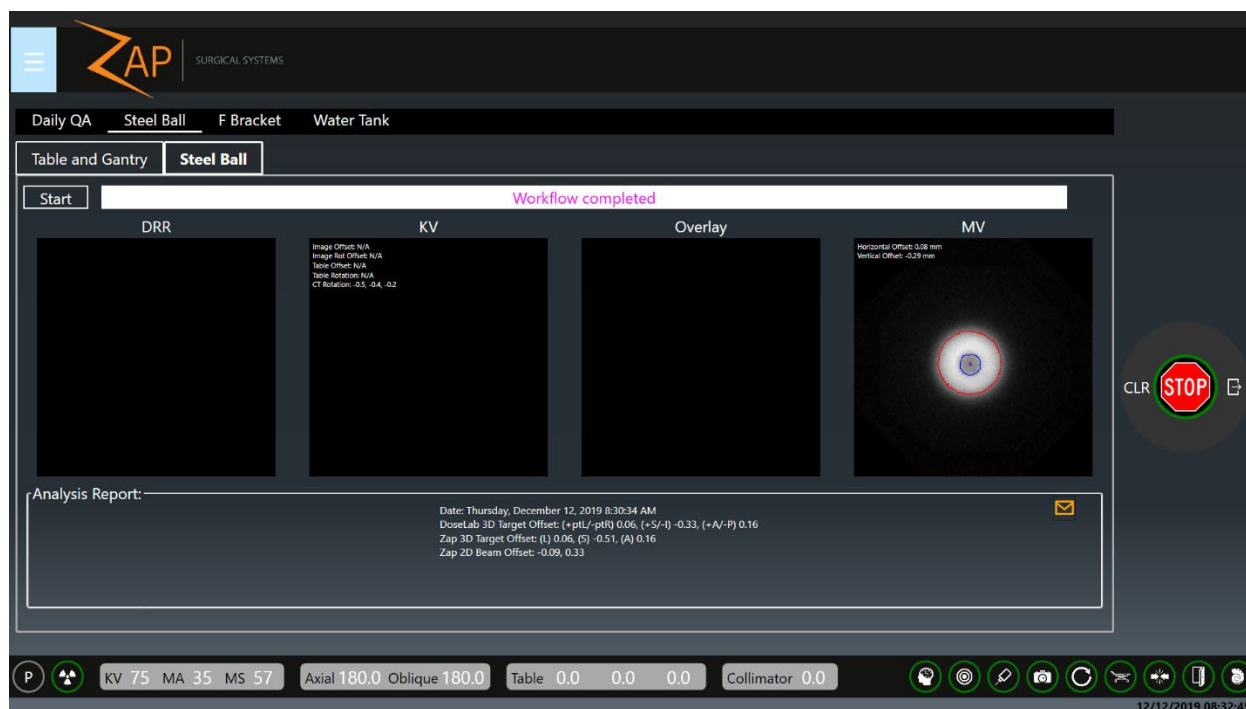 ZAP SURGICAL SYSTEMS
Daily QA Steel Ball F Bracket Water Tank
Table and Gantry Steel Ball
Start Workflow completed
DRR KV Overlay MV
Image Offset: N/A
Image Rot Offset: N/A
Table Offset: N/A
Table Rotation: N/A
CT Rotation: -0.5, -0.4, -0.2
Horizontal Offset: 0.08 mm
Vertical Offset: -0.29 mm
CLR STOP
Analysis Report:
Date: Thursday, December 12, 2019 8:30:34 AM
DoseLab 3D Target Offset: (+ptL/-ptR) 0.06, (+S/-I) -0.33, (+A/-P) 0.16
Zap 3D Target Offset: (L) 0.06, (S) -0.51, (A) 0.16
Zap 2D Beam Offset: -0.09, 0.33
P KV 75 MA 35 MS 57 Axial 180.0 Oblique 180.0 Table 0.0 0.0 0.0 Collimator 0.0
12/12/2019 08:32:45